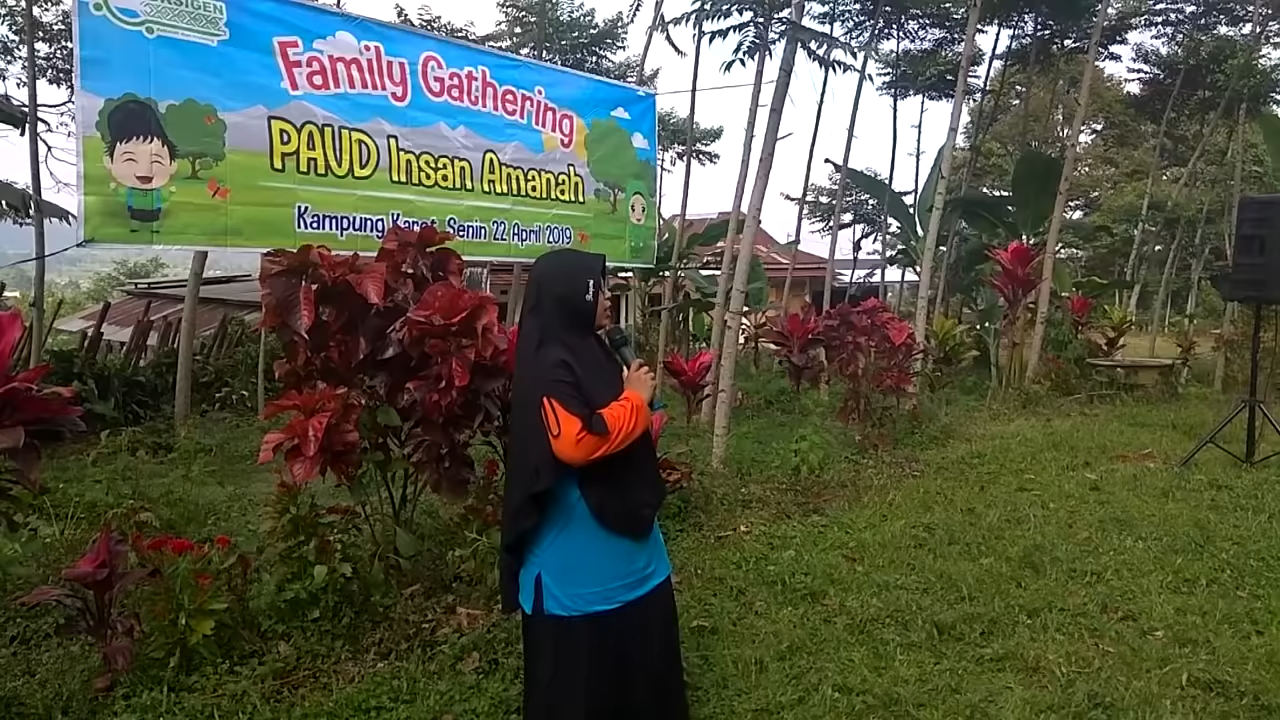 Family Gathering
PAUD Insan Amanah
Kampung Karet, Senin 22 April 2019